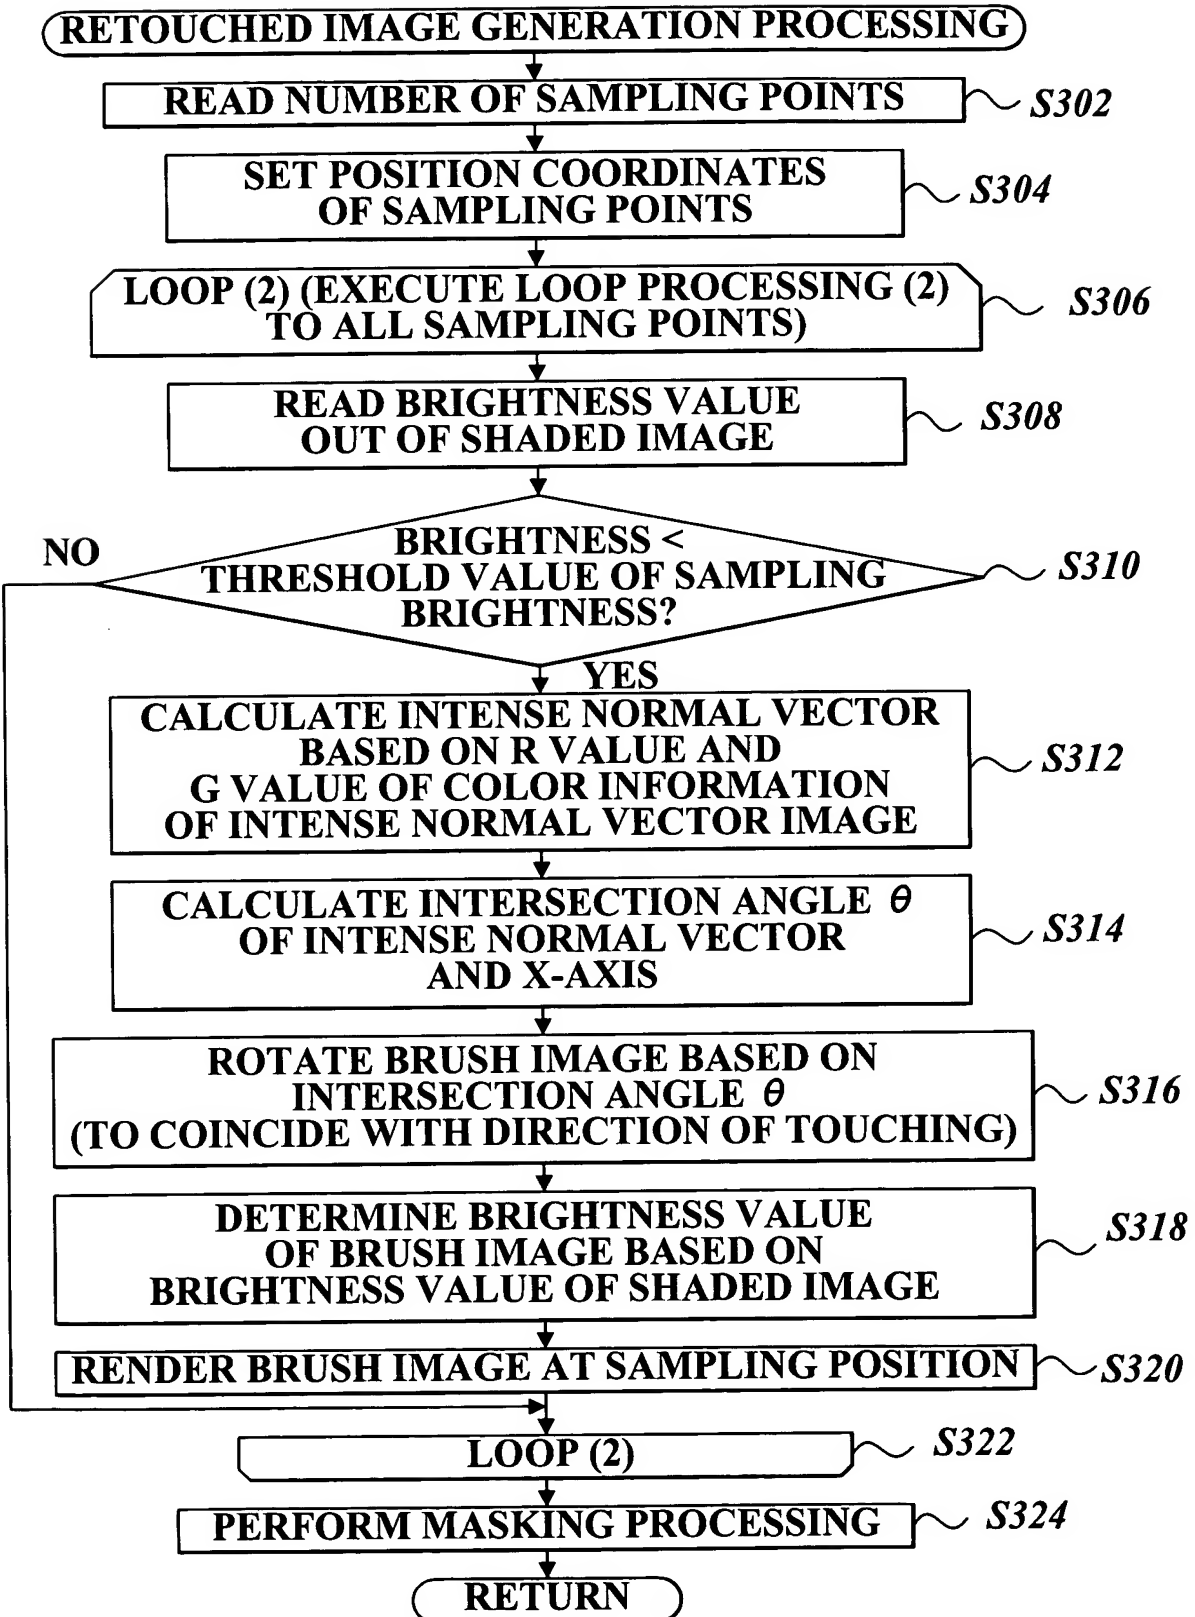 RETOUCHED IMAGE GENERATION PROCESSING
READ NUMBER OF SAMPLING POINTS
S302
SET POSITION COORDINATES
OF SAMPLING POINTS
S304
LOOP (2) (EXECUTE LOOP PROCESSING (2)
TO ALL SAMPLING POINTS)
S306
READ BRIGHTNESS VALUE
OUT OF SHADED IMAGE
S308
NO
BRIGHTNESS <
THRESHOLD VALUE OF SAMPLING
BRIGHTNESS?
S310
YES
CALCULATE INTENSE NORMAL VECTOR
BASED ON R VALUE AND
G VALUE OF COLOR INFORMATION
OF INTENSE NORMAL VECTOR IMAGE
S312
CALCULATE INTERSECTION ANGLE θ
OF INTENSE NORMAL VECTOR
AND X-AXIS
S314
ROTATE BRUSH IMAGE BASED ON
INTERSECTION ANGLE θ
(TO COINCIDE WITH DIRECTION OF TOUCHING)
S316
DETERMINE BRIGHTNESS VALUE
OF BRUSH IMAGE BASED ON
BRIGHTNESS VALUE OF SHADED IMAGE
S318
RENDER BRUSH IMAGE AT SAMPLING POSITION
S320
LOOP (2)
S322
PERFORM MASKING PROCESSING
S324
RETURN